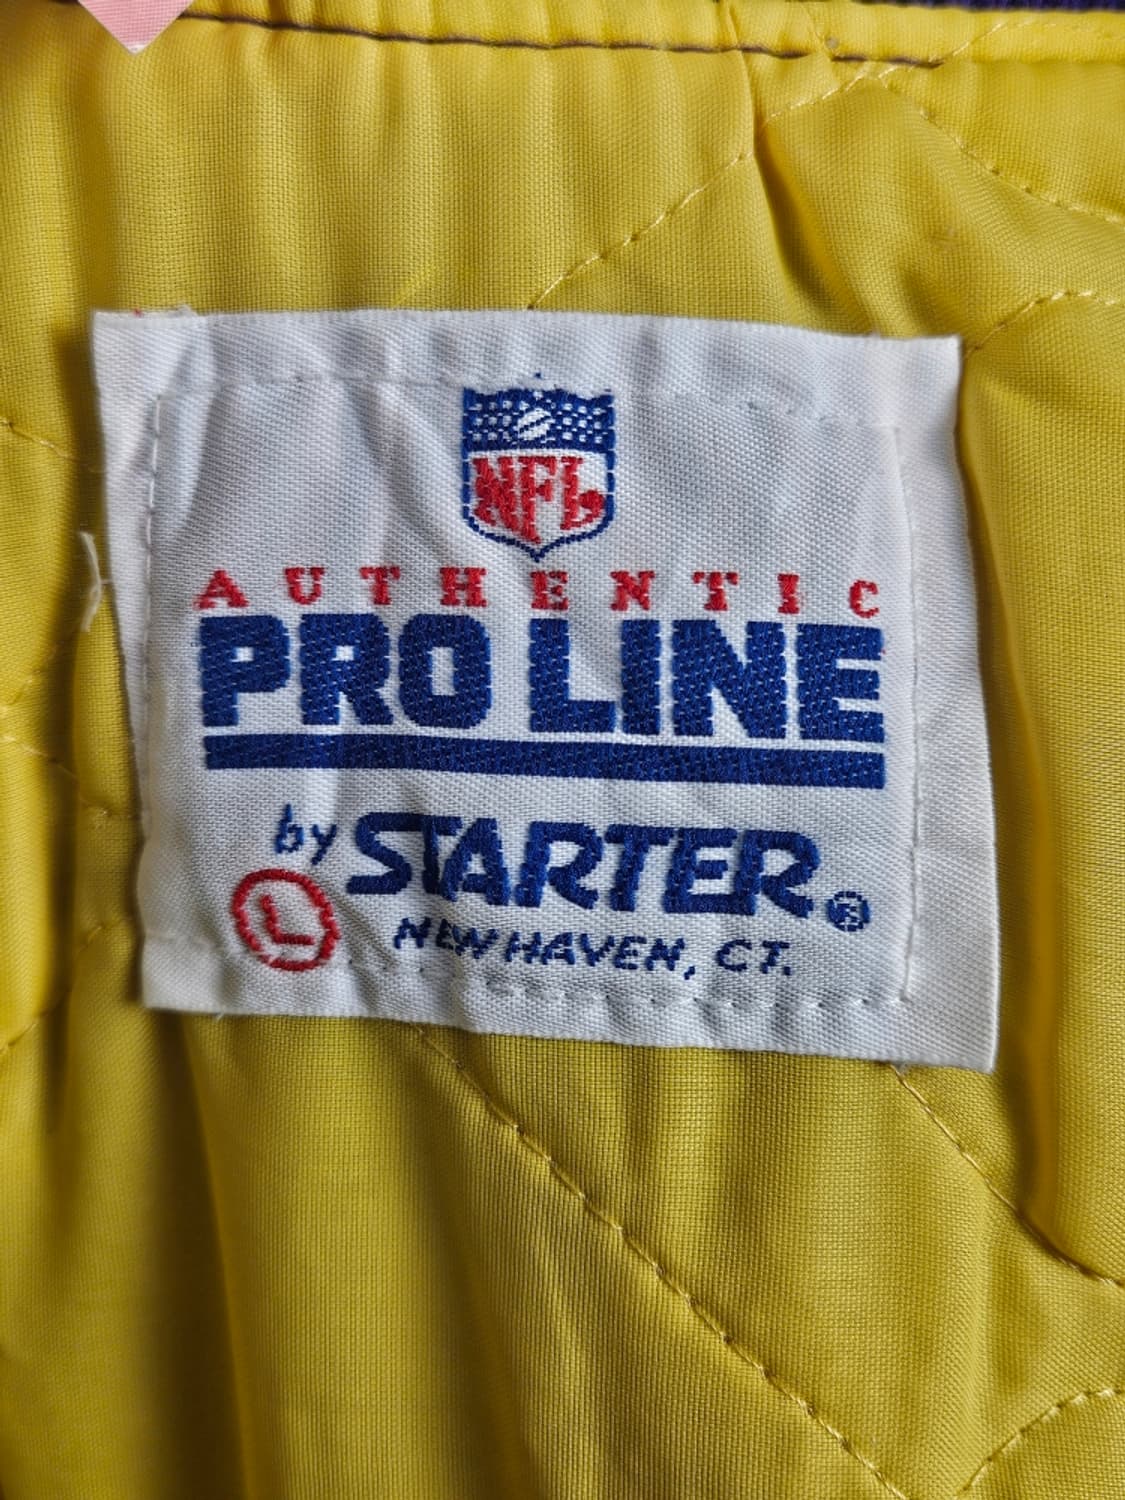 NFL
AUTHENTIC
PRO LINE
by STARTER®
L
NEW HAVEN, CT.